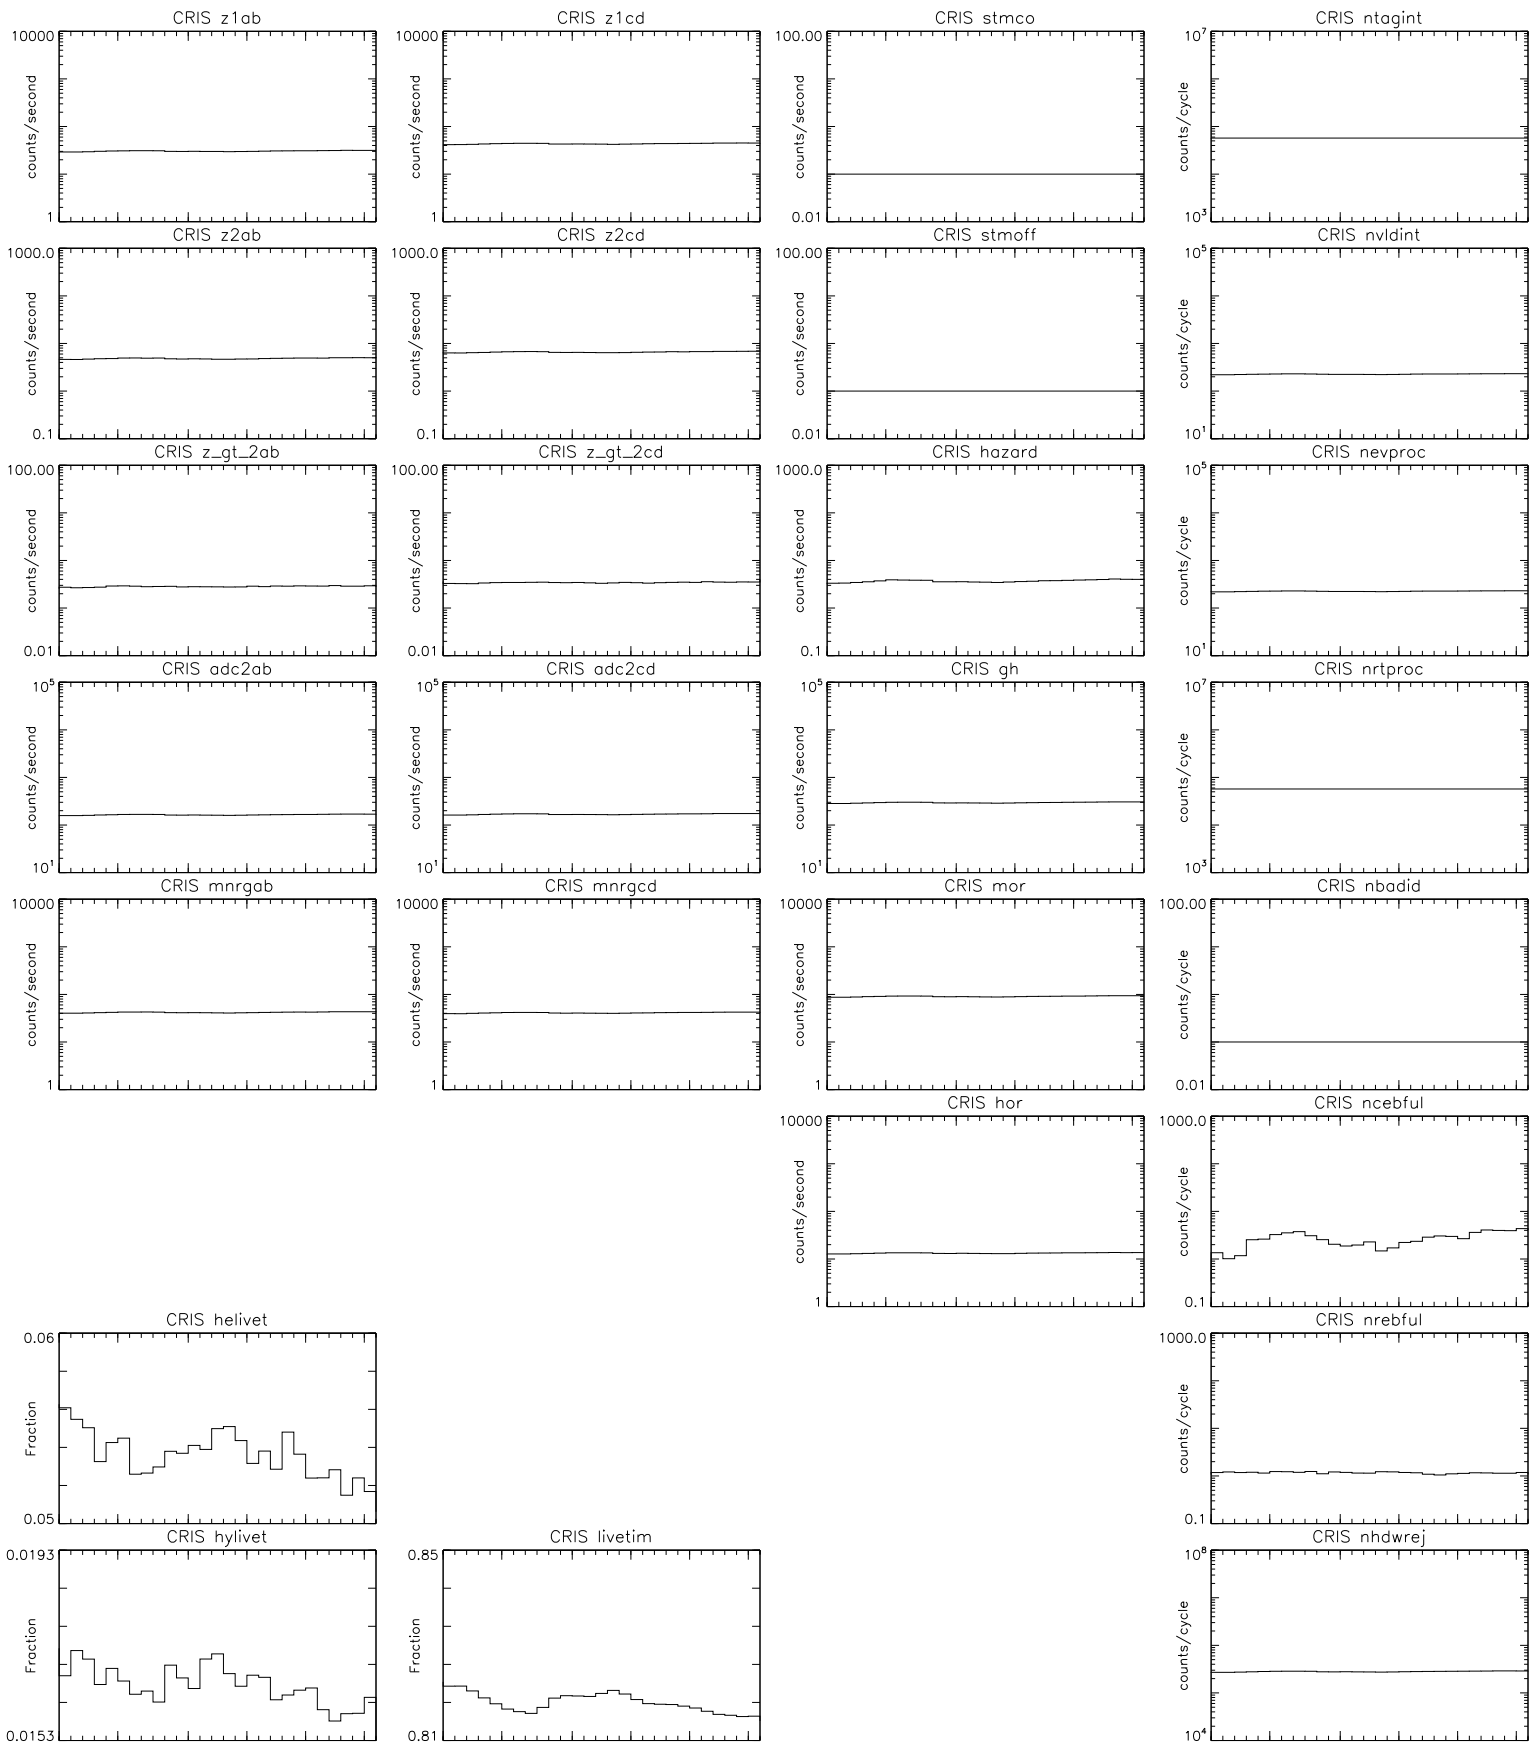 CRIS z1ab
CRIS z1cd
CRIS stmco
CRIS ntagint
10000
counts/second
1
10000
counts/second
1
100.00
counts/second
0.01
10⁷
counts/cycle
10³
CRIS z2ab
CRIS z2cd
CRIS stmoff
CRIS nvldint
1000.0
counts/second
0.1
1000.0
counts/second
0.1
100.00
counts/second
0.01
10⁵
counts/cycle
10¹
CRIS z_gt_2ab
CRIS z_gt_2cd
CRIS hazard
CRIS nevproc
100.00
counts/second
0.01
100.00
counts/second
0.01
1000.0
counts/second
0.1
10⁵
counts/cycle
10¹
CRIS adc2ab
CRIS adc2cd
CRIS gh
CRIS nrtproc
10⁵
counts/second
10¹
10⁵
counts/second
10¹
10⁵
counts/second
10¹
10⁷
counts/cycle
10³
CRIS mnrgab
CRIS mnrgcd
CRIS mor
CRIS nbadid
10000
counts/second
1
10000
counts/second
1
10000
counts/second
1
100.00
counts/cycle
0.01
CRIS hor
CRIS ncebful
10000
counts/second
1
1000.0
counts/cycle
0.1
CRIS helivet
CRIS nrebful
0.06
Fraction
0.05
1000.0
counts/cycle
0.1
CRIS hylivet
CRIS livetim
CRIS nhdwrej
0.0193
Fraction
0.0153
0.85
Fraction
0.81
10⁸
counts/cycle
10⁴